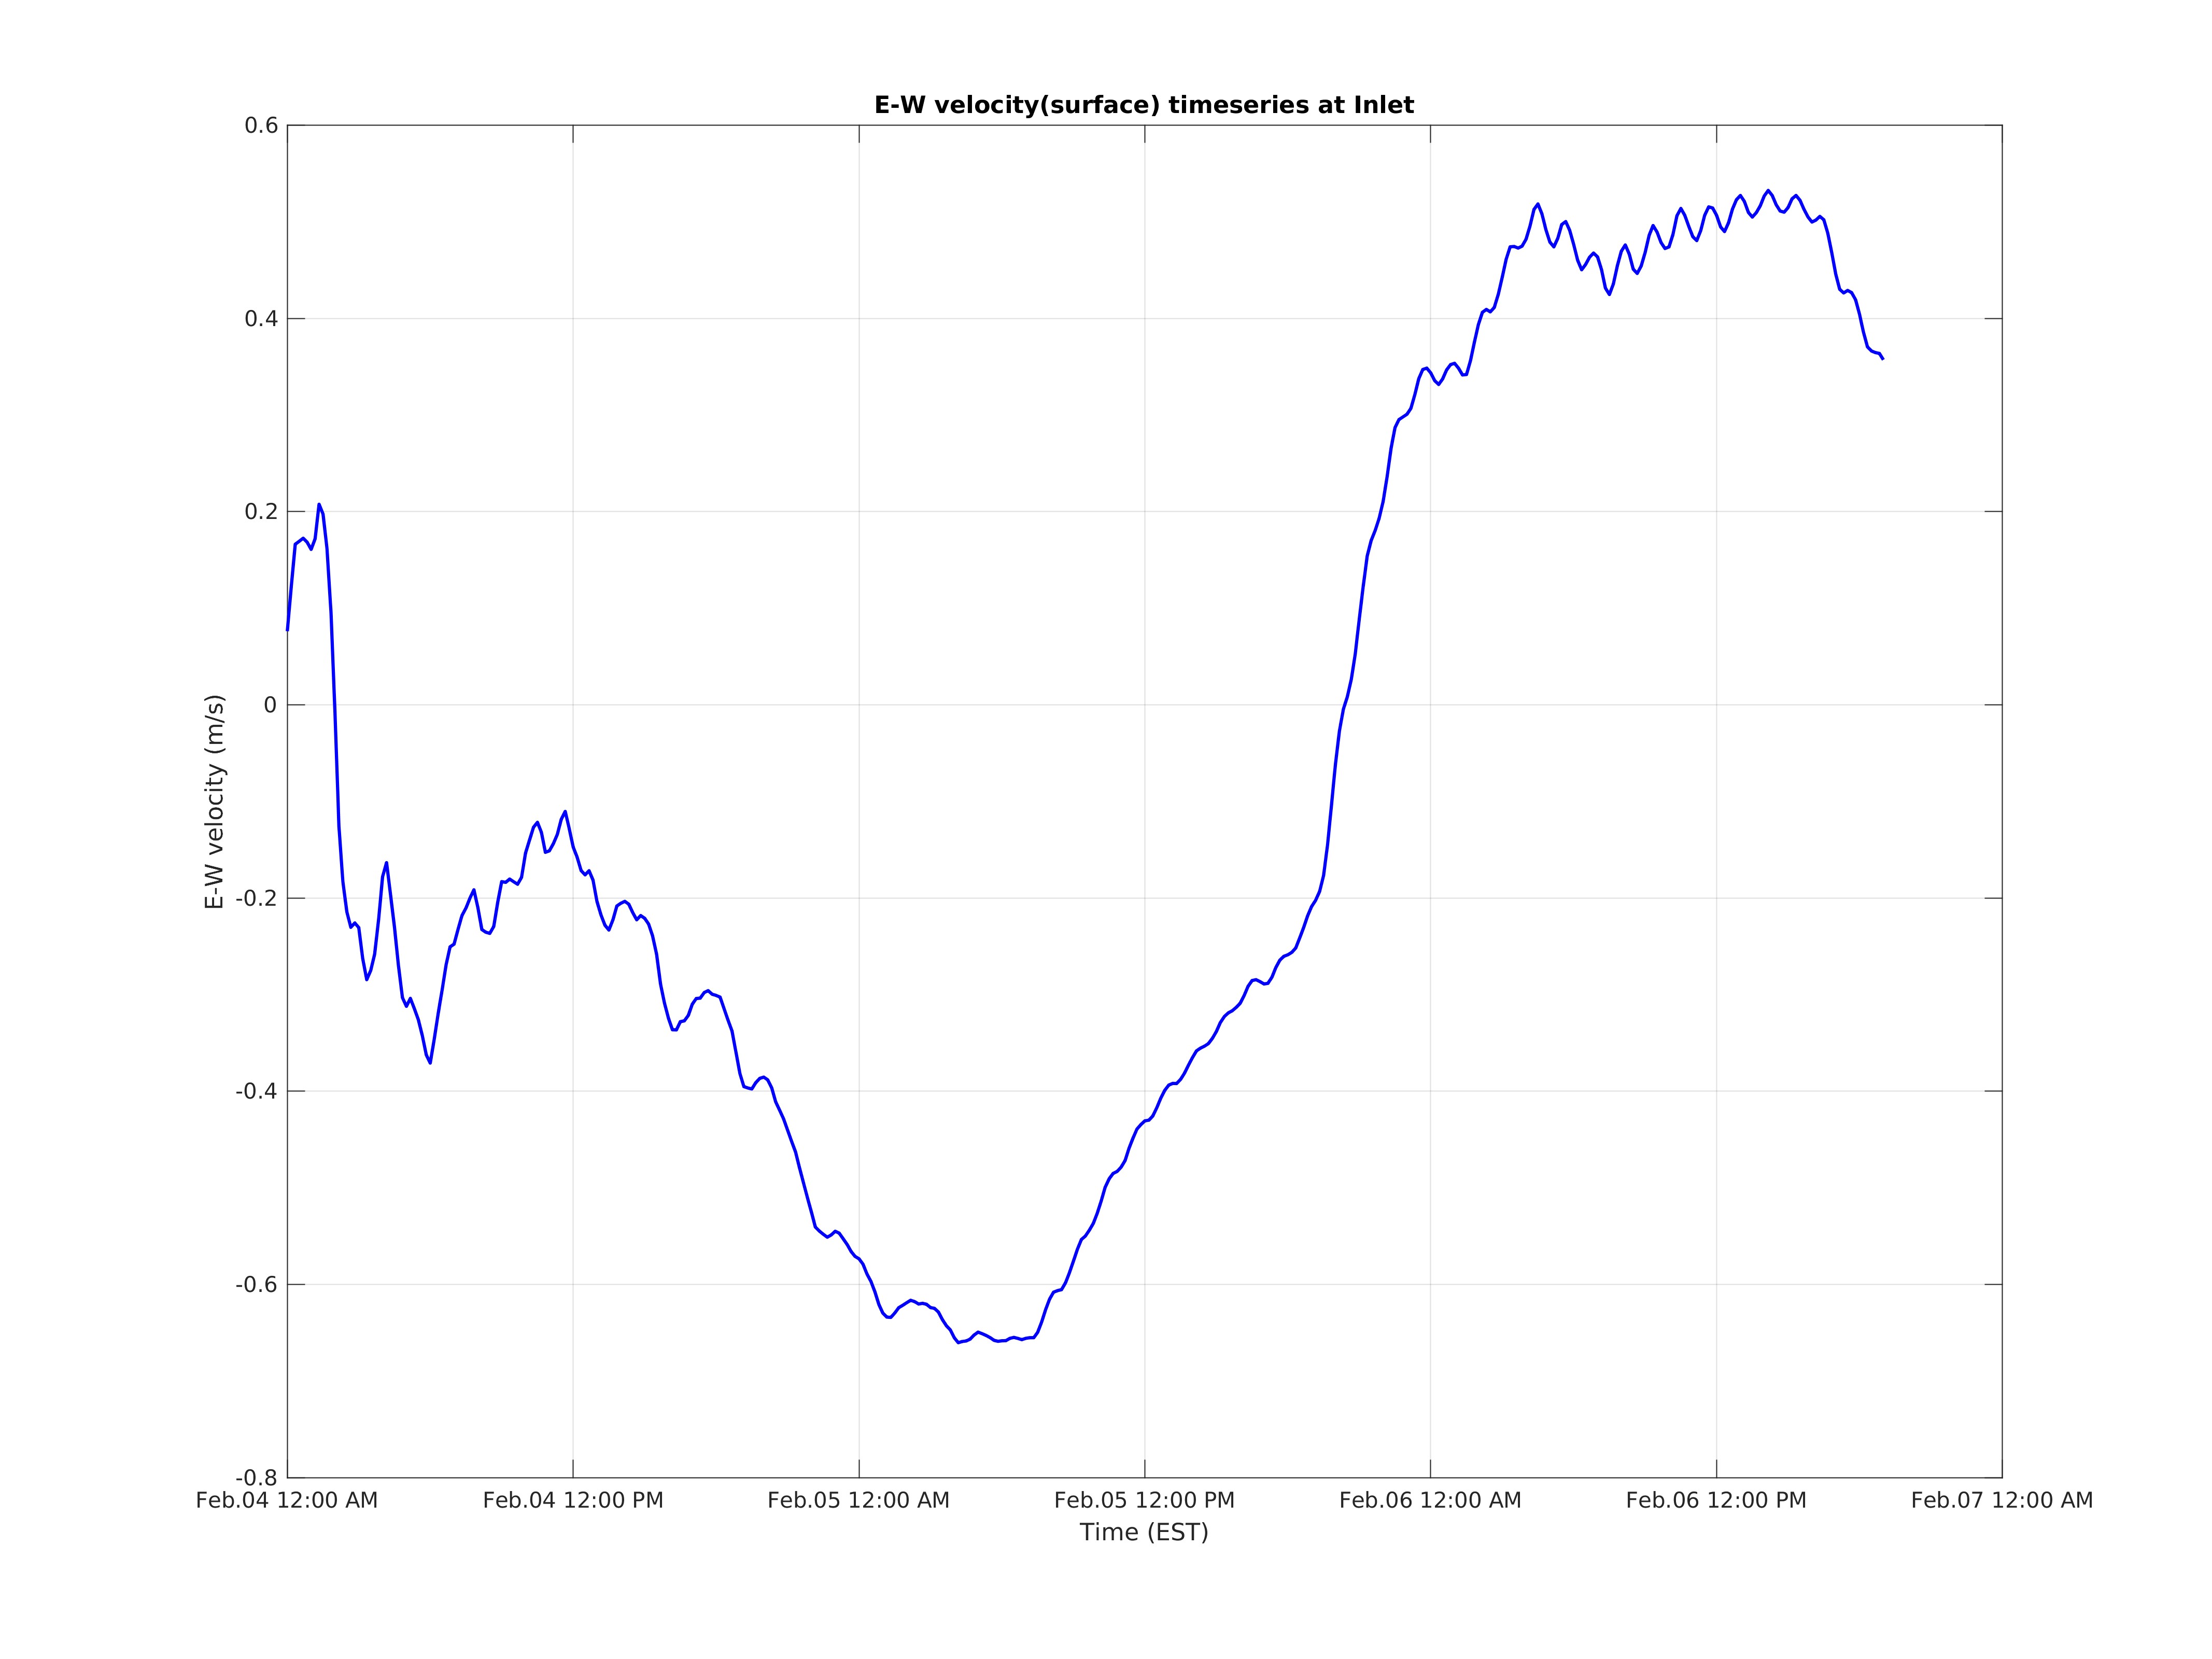 E-W velocity(surface) timeseries at Inlet
0.6
0.4
0.2
0
-0.2
-0.4
-0.6
-0.8
E-W velocity (m/s)
Feb.04 12:00 AM Feb.04 12:00 PM Feb.05 12:00 AM Feb.05 12:00 PM Feb.06 12:00 AM Feb.06 12:00 PM Feb.07 12:00 AM
Time (EST)